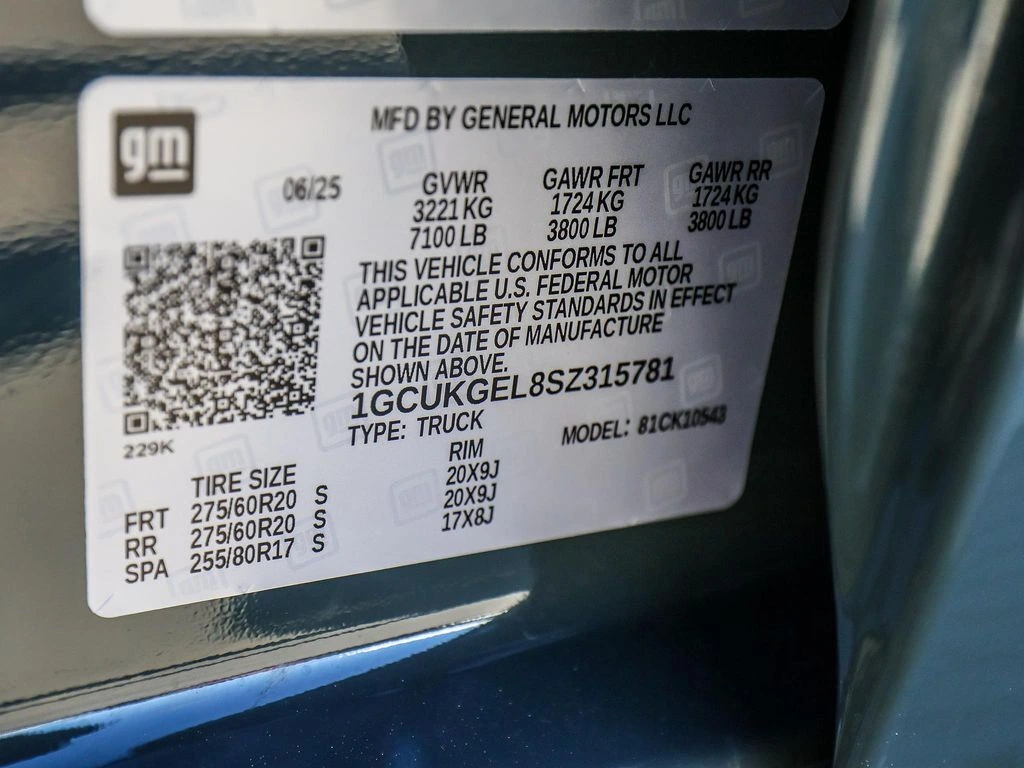 gm
MFD BY GENERAL MOTORS LLC
06/25
GVWR GAWR FRT GAWR RR
3221 KG 1724 KG 1724 KG
7100 LB 3800 LB 3800 LB
THIS VEHICLE CONFORMS TO ALL
APPLICABLE U.S. FEDERAL MOTOR
VEHICLE SAFETY STANDARDS IN EFFECT
ON THE DATE OF MANUFACTURE
SHOWN ABOVE.
1GCUKGEL8SZ315781
TYPE: TRUCK MODEL: 81CK10543
229K
TIRE SIZE RIM
FRT 275/60R20 S 20X9J
RR 275/60R20 S 20X9J
SPA 255/80R17 S 17X8J